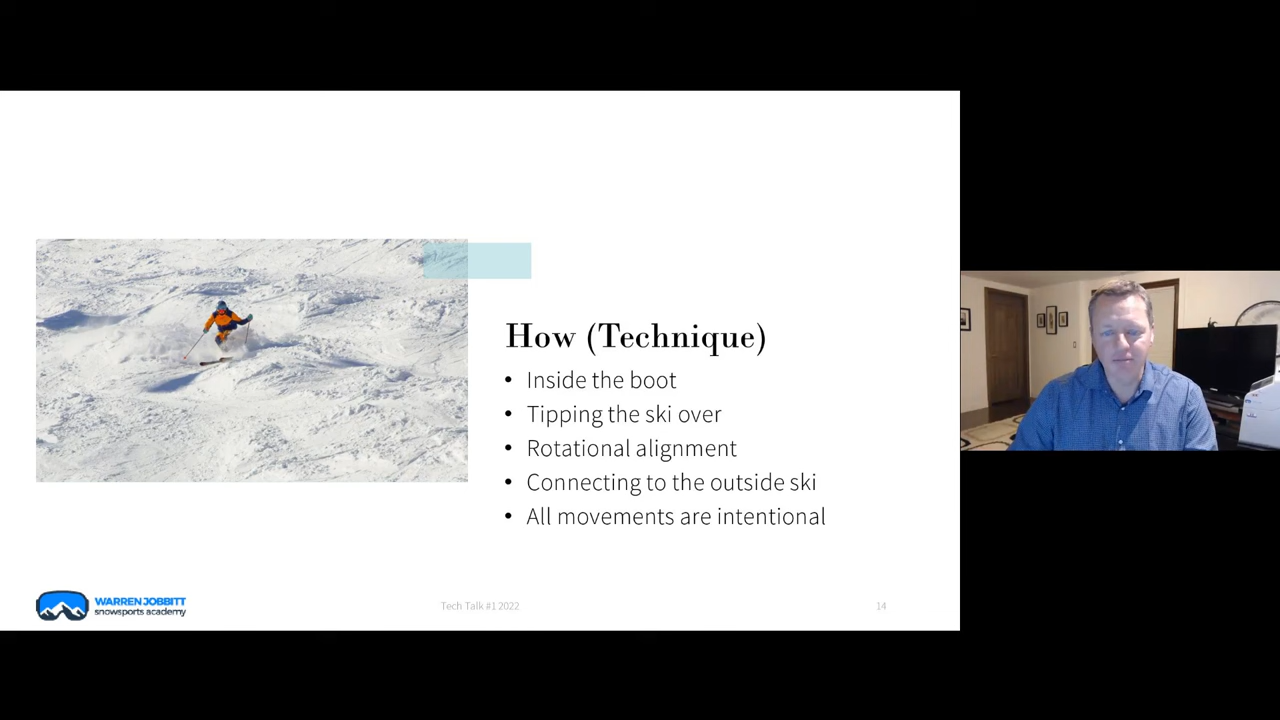 How (Technique)
• Inside the boot
• Tipping the ski over
• Rotational alignment
• Connecting to the outside ski
• All movements are intentional
WARREN JOBBITT
snowsports academy
Tech Talk #1 2022
14